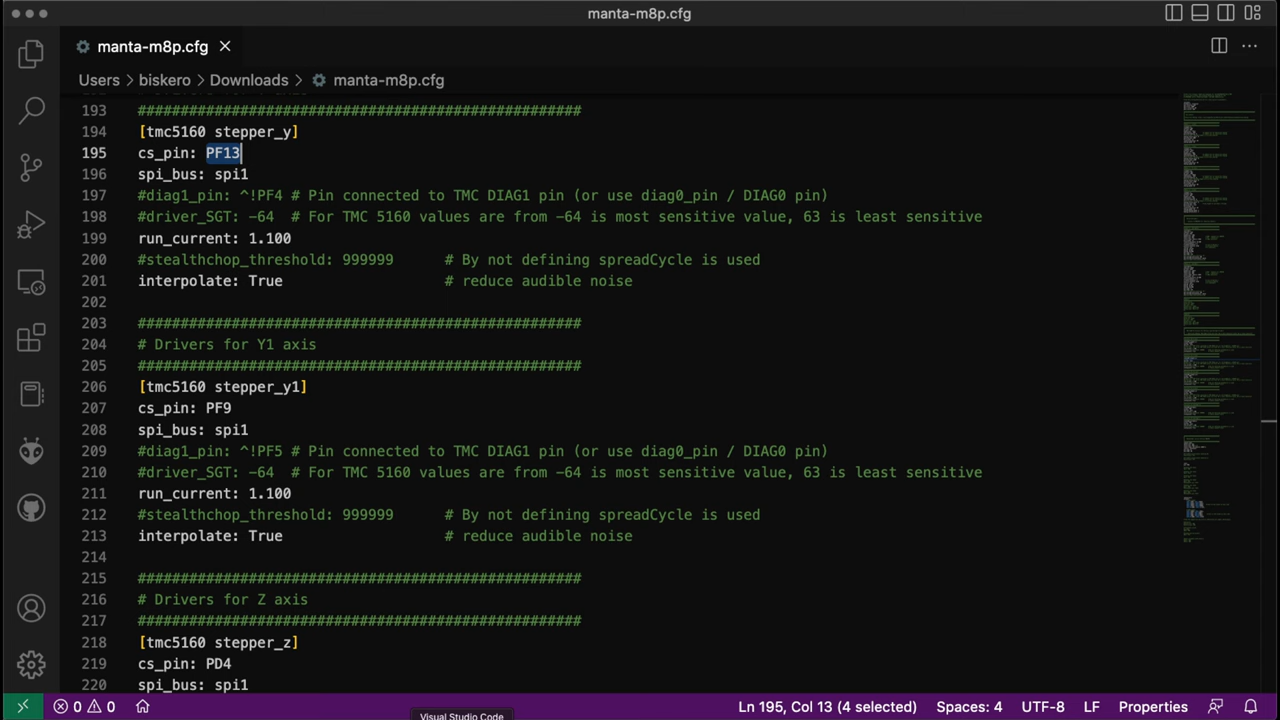 manta-m8p.cfg
manta-m8p.cfg
Users > biskero > Downloads > manta-m8p.cfg
193 ####################################################
194 # [tmc5160 stepper_y]
195 cs_pin: PF13
196 spi_bus: spi1
197 #diag1_pin: ^!PF4 # Pin connected to TMC DIAG1 pin (or use diag0_pin / DIAG0 pin)
198 #driver_SGT: -64  # For TMC 5160 values are from -64 is most sensitive value, 63 is least sensitive
199 run_current: 1.100
200 #stealthchop_threshold: 999999      # By not defining spreadCycle is used
201 interpolate: True                   # reduce audible noise
202
203 ####################################################
204 # Drivers for Y1 axis
205 ####################################################
206 [tmc5160 stepper_y1]
207 cs_pin: PF9
208 spi_bus: spi1
209 #diag1_pin: ^!PF5 # Pin connected to TMC DIAG1 pin (or use diag0_pin / DIAG0 pin)
210 #driver_SGT: -64  # For TMC 5160 values are from -64 is most sensitive value, 63 is least sensitive
211 run_current: 1.100
212 #stealthchop_threshold: 999999      # By not defining spreadCycle is used
213 interpolate: True                   # reduce audible noise
214
215 ####################################################
216 # Drivers for Z axis
217 ####################################################
218 [tmc5160 stepper_z]
219 cs_pin: PD4
220 spi_bus: spi1
0 0 Ln 195, Col 13 (4 selected) Spaces: 4 UTF-8 LF Properties
Visual Studio Code